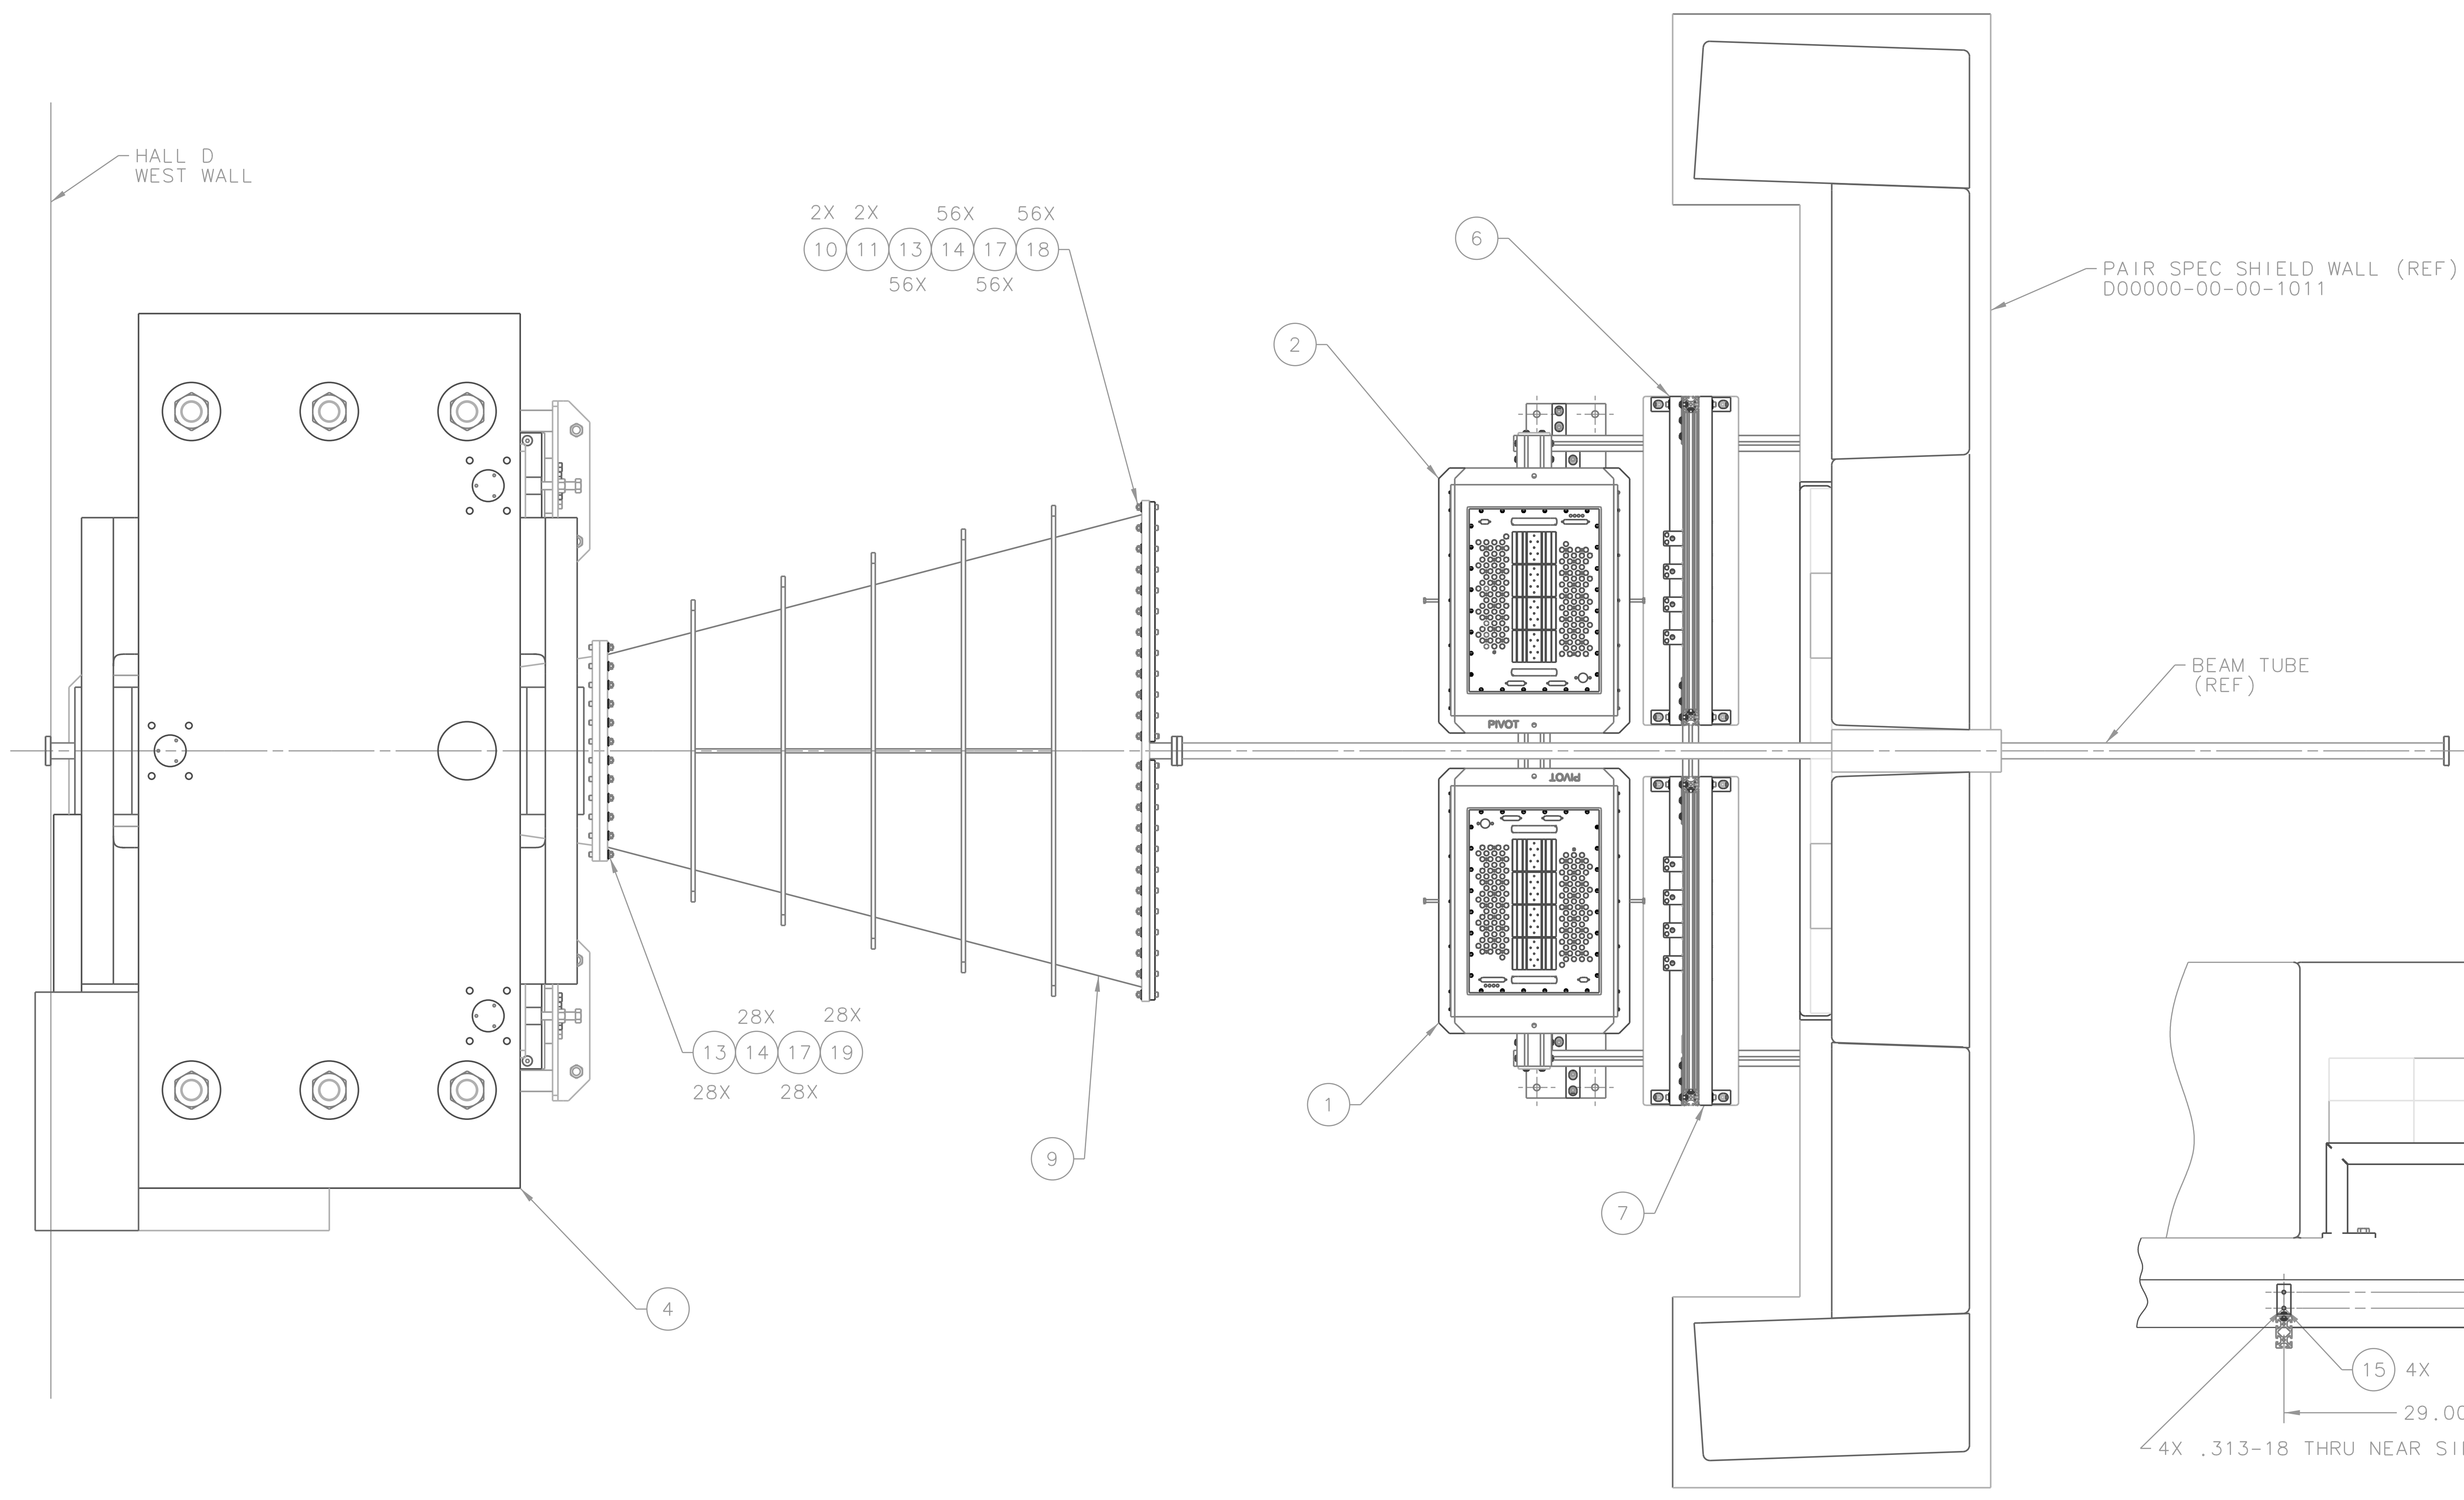 HALL D
WEST WALL
2X 2X 56X 56X
10 11 13 14 17 18
56X 56X
6
PAIR SPEC SHIELD WALL (REF)
D00000-00-00-1011
2
BEAM TUBE
(REF)
PIVOT
PIVOT
28X 28X
13 14 17 19
28X 28X
1
9
7
4
15 4X
29.00
4X .313-18 THRU NEAR